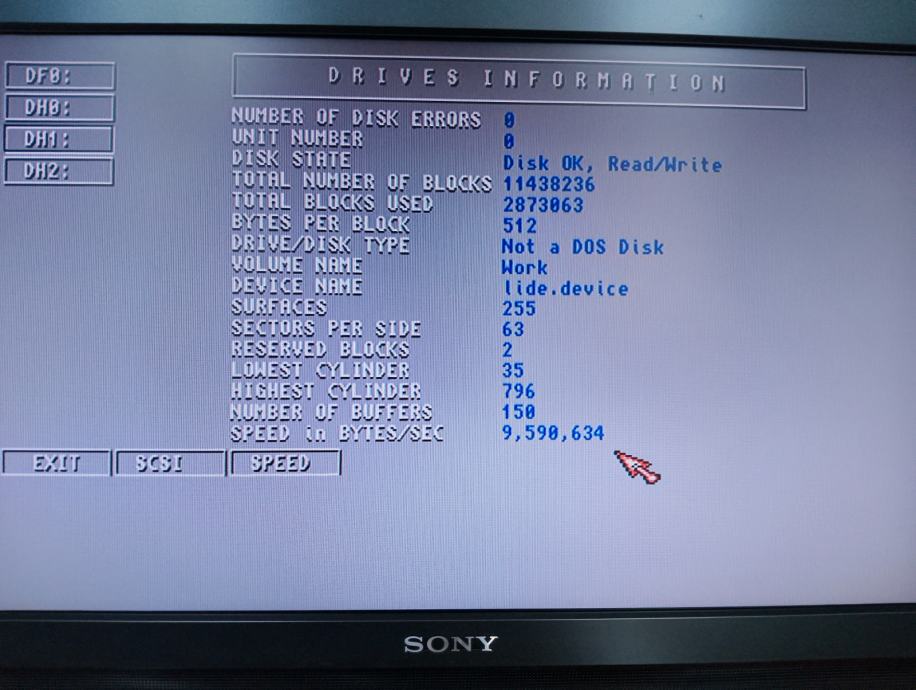 DF0:
DH0:
DH1:
DH2:
DRIVES INFORMATION
NUMBER OF DISK ERRORS 0
UNIT NUMBER 0
DISK STATE Disk OK, Read/Write
TOTAL NUMBER OF BLOCKS 11438236
TOTAL BLOCKS USED 2873063
BYTES PER BLOCK 512
DRIVE/DISK TYPE Not a DOS Disk
VOLUME NAME Work
DEVICE NAME lide.device
SURFACES 255
SECTORS PER SIDE 63
RESERVED BLOCKS 2
LOWEST CYLINDER 35
HIGHEST CYLINDER 796
NUMBER OF BUFFERS 150
SPEED in BYTES/SEC 9,590,634
EXIT SCSI SPEED
SONY